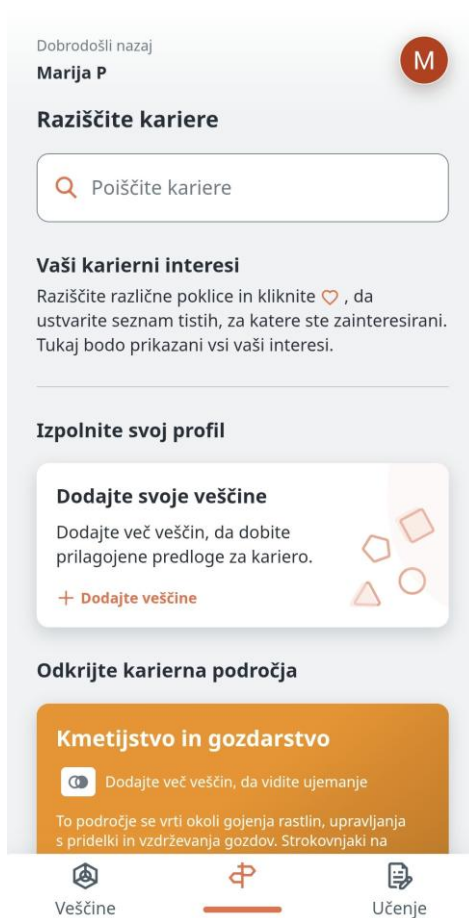 Dobrodošli nazaj
Marija P
M
Raziščite kariere
Poiščite kariere
Vaši karierni interesi
Raziščite različne poklice in kliknite , da
ustvarite seznam tistih, za katere ste zainteresirani.
Tukaj bodo prikazani vsi vaši interesi.
Izpolnite svoj profil
Dodajte svoje veščine
Dodajte več veščin, da dobite
prilagojene predloge za kariero.
+ Dodajte veščine
Odkrijte karierna področja
Kmetijstvo in gozdarstvo
Dodajte več veščin, da vidite ujemanje
To področje se vrti okoli gojenja rastlin, upravljanja
s pridelki in vzdrževanja gozdov. Strokovnjaki na
Veščine
Učenje